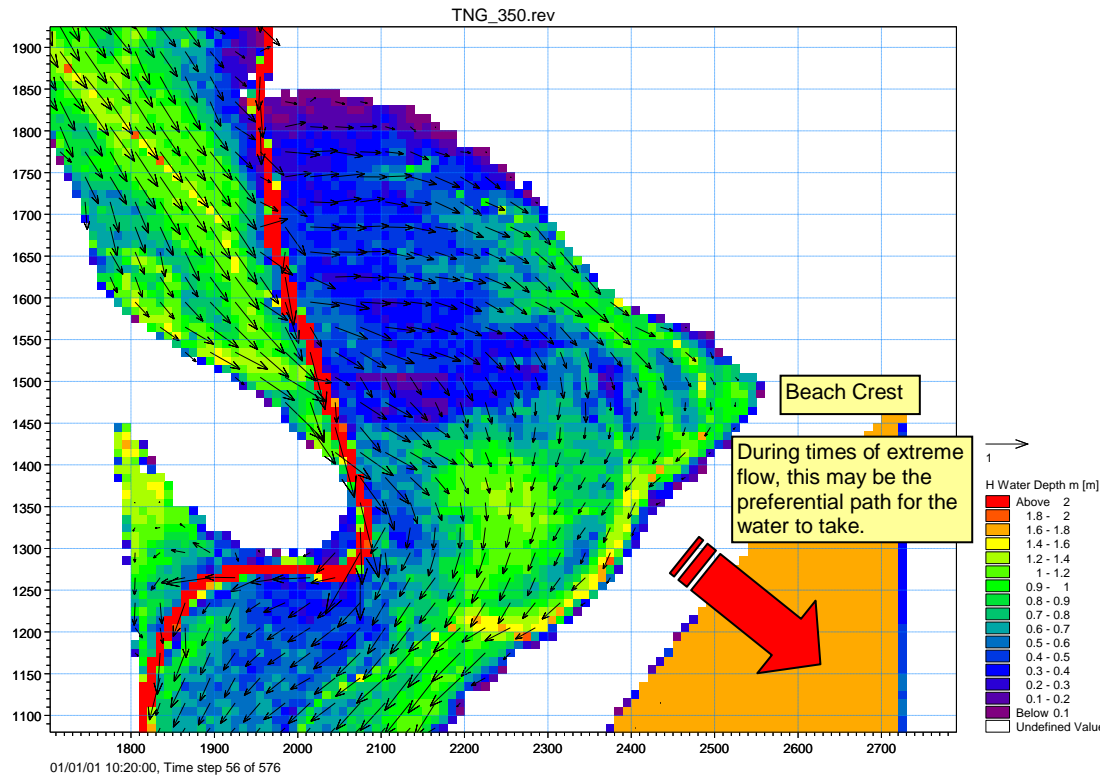 TNG_350.rev
1900
1850
1800
1750
1700
1650
1600
1550
1500
1450
1400
1350
1300
1250
1200
1150
1100
1800 1900 2000 2100 2200 2300 2400 2500 2600 2700
Beach Crest
During times of extreme
flow, this may be the
preferential path for the
water to take.
1
H Water Depth m [m]
Above 2
1.8 - 2
1.6 - 1.8
1.4 - 1.6
1.2 - 1.4
1 - 1.2
0.9 - 1
0.8 - 0.9
0.7 - 0.8
0.6 - 0.7
0.5 - 0.6
0.4 - 0.5
0.3 - 0.4
0.2 - 0.3
0.1 - 0.2
Below 0.1
Undefined Value
01/01/01 10:20:00, Time step 56 of 576